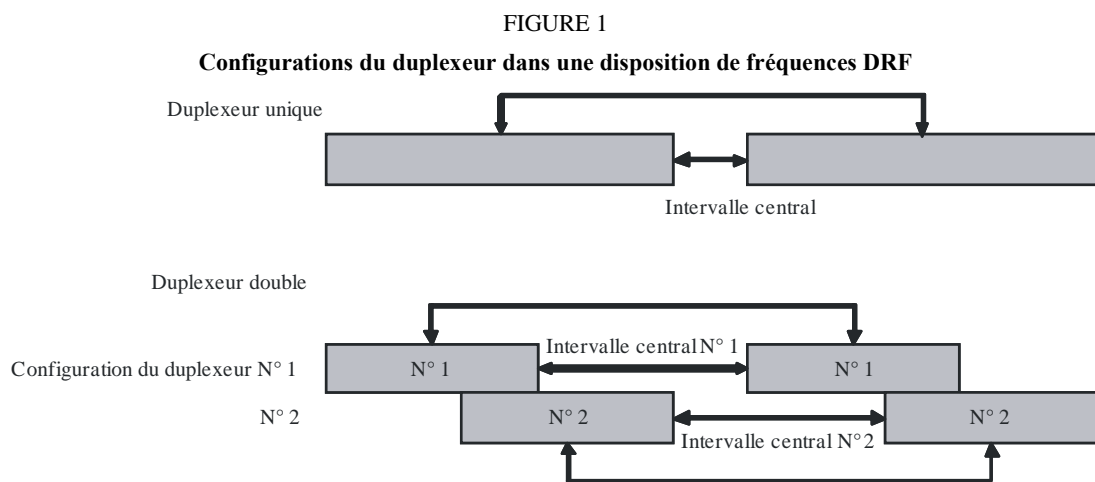 FIGURE 1
Configurations du duplexeur dans une disposition de fréquences DRF
Duplexeur unique
Intervalle central
Duplexeur double
Configuration du duplexeur N° 1
N° 1
Intervalle central N° 1
N° 1
N° 2
N° 2
Intervalle central N°2
N° 2